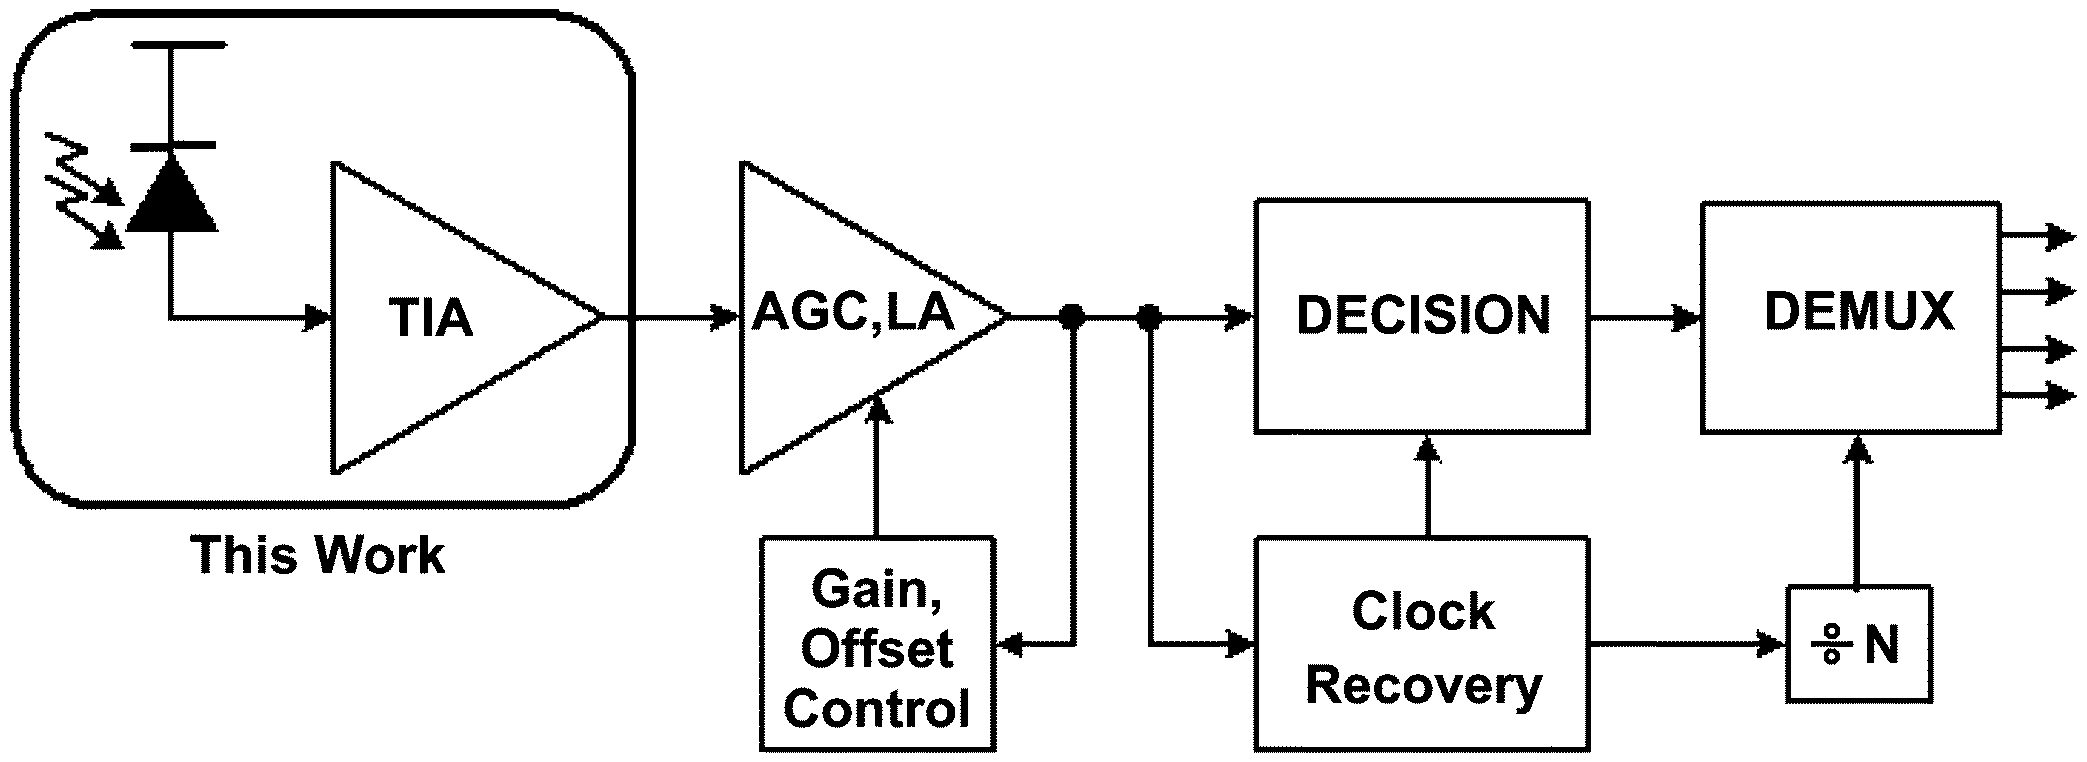 TIA
AGC,LA
DECISION
DEMUX
This Work
Gain,
Offset
Control
Clock
Recovery
÷ N